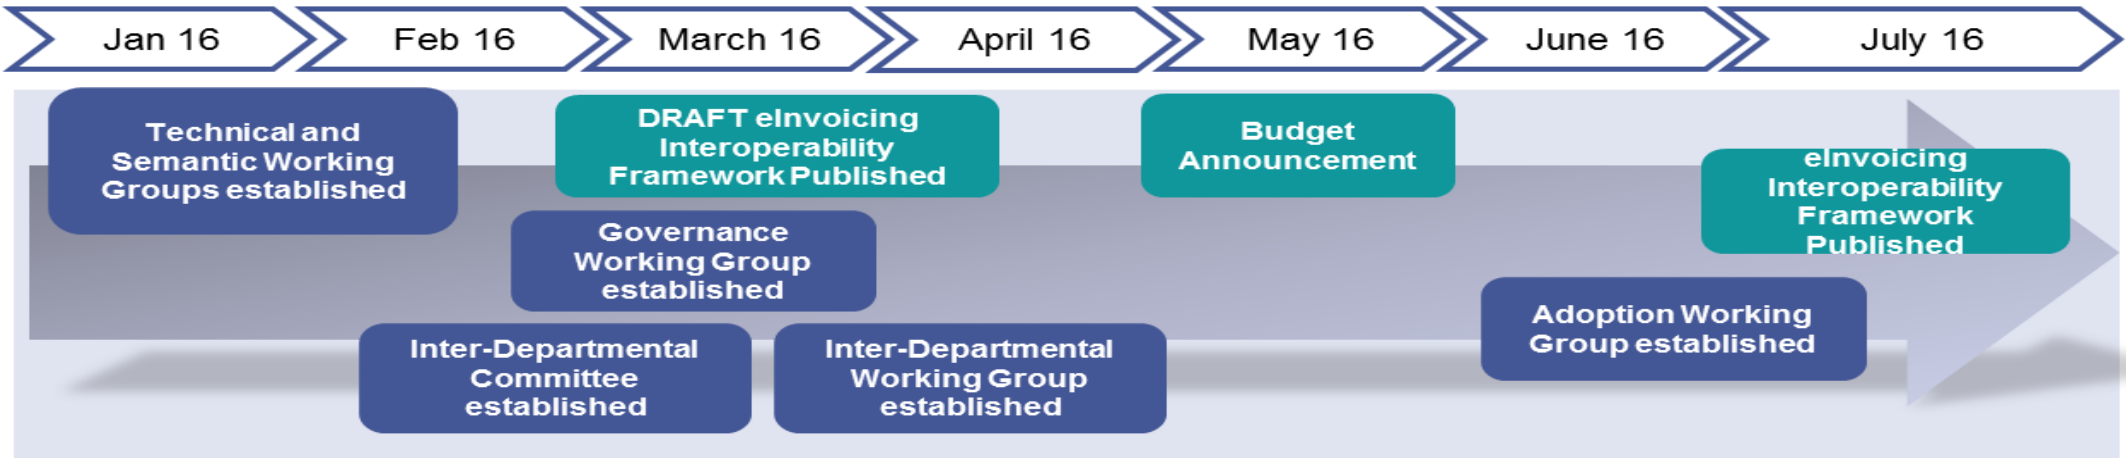 Jan 16
Feb 16
March 16
April 16
May 16
June 16
July 16
Technical and
Semantic Working
Groups established
DRAFT eInvoicing
Interoperability
Framework Published
Budget
Announcement
eInvoicing
Interoperability
Framework
Published
Governance
Working Group
established
Adoption Working
Group established
Inter-Departmental
Committee
established
Inter-Departmental
Working Group
established